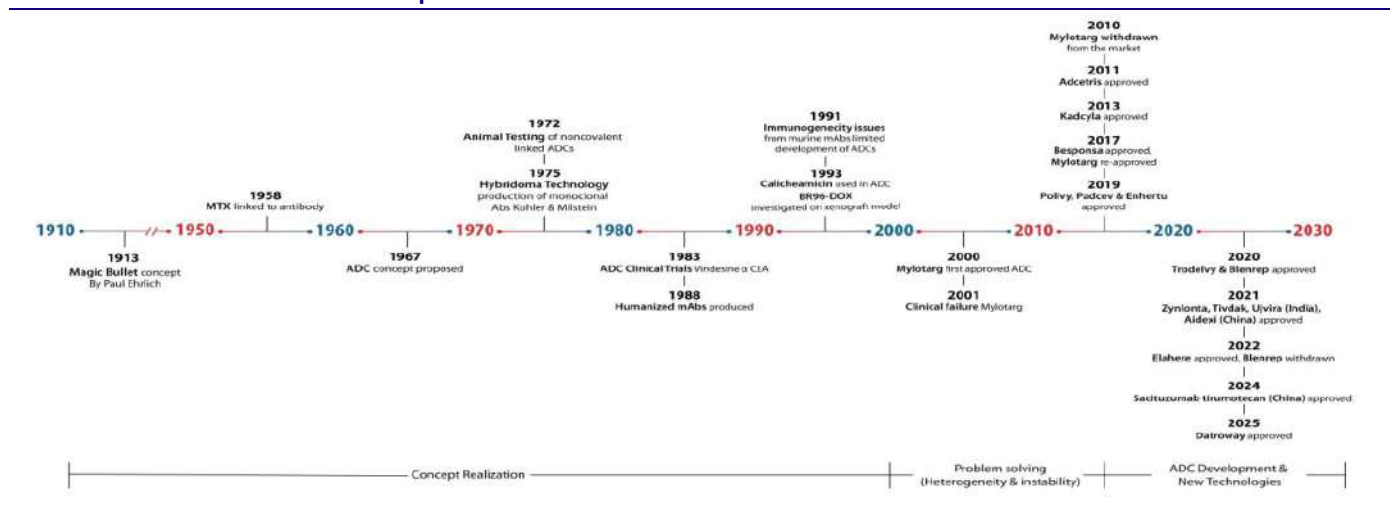 2010
Mylotarg withdrawn
from the market
2011
Adcetris approved
2013
Kadcyla approved
2017
Besponsa approved,
Mylotarg re-approved
2019
Polivy, Padcev & Enhertu
approved
1972
Animal Testing of noncovalent
linked ADCs
1975
Hybridoma Technology
production of monoclonal
Abs Kohler & Milstein
1991
Immunogenecity issues
from murine mAbs limited
development of ADCs
1993
Calicheamicin used in ADC
BR96-DOX
investigated on xenograft model
1958
MTX linked to antibody
1910 1950 1960 1970 1980 1990 2000 2010 2020 2030
1913
Magic Bullet concept
By Paul Ehrlich
1967
ADC concept proposed
1983
ADC Clinical Trials Vindesine α CEA
1988
Humanized mAbs produced
2000
Mylotarg first approved ADC
2001
Clinical failure Mylotarg
2020
Trodelvy & Blenrep approved
2021
Zynlonta, Tivdak, Ujvira (India),
Aidexi (China) approved
2022
Elahere approved, Blenrep withdrawn
2024
Sacituzumab tirumotecan (China) approved
2025
Datroway approved
Concept Realization
Problem solving
(Heterogeneity & instability)
ADC Development &
New Technologies